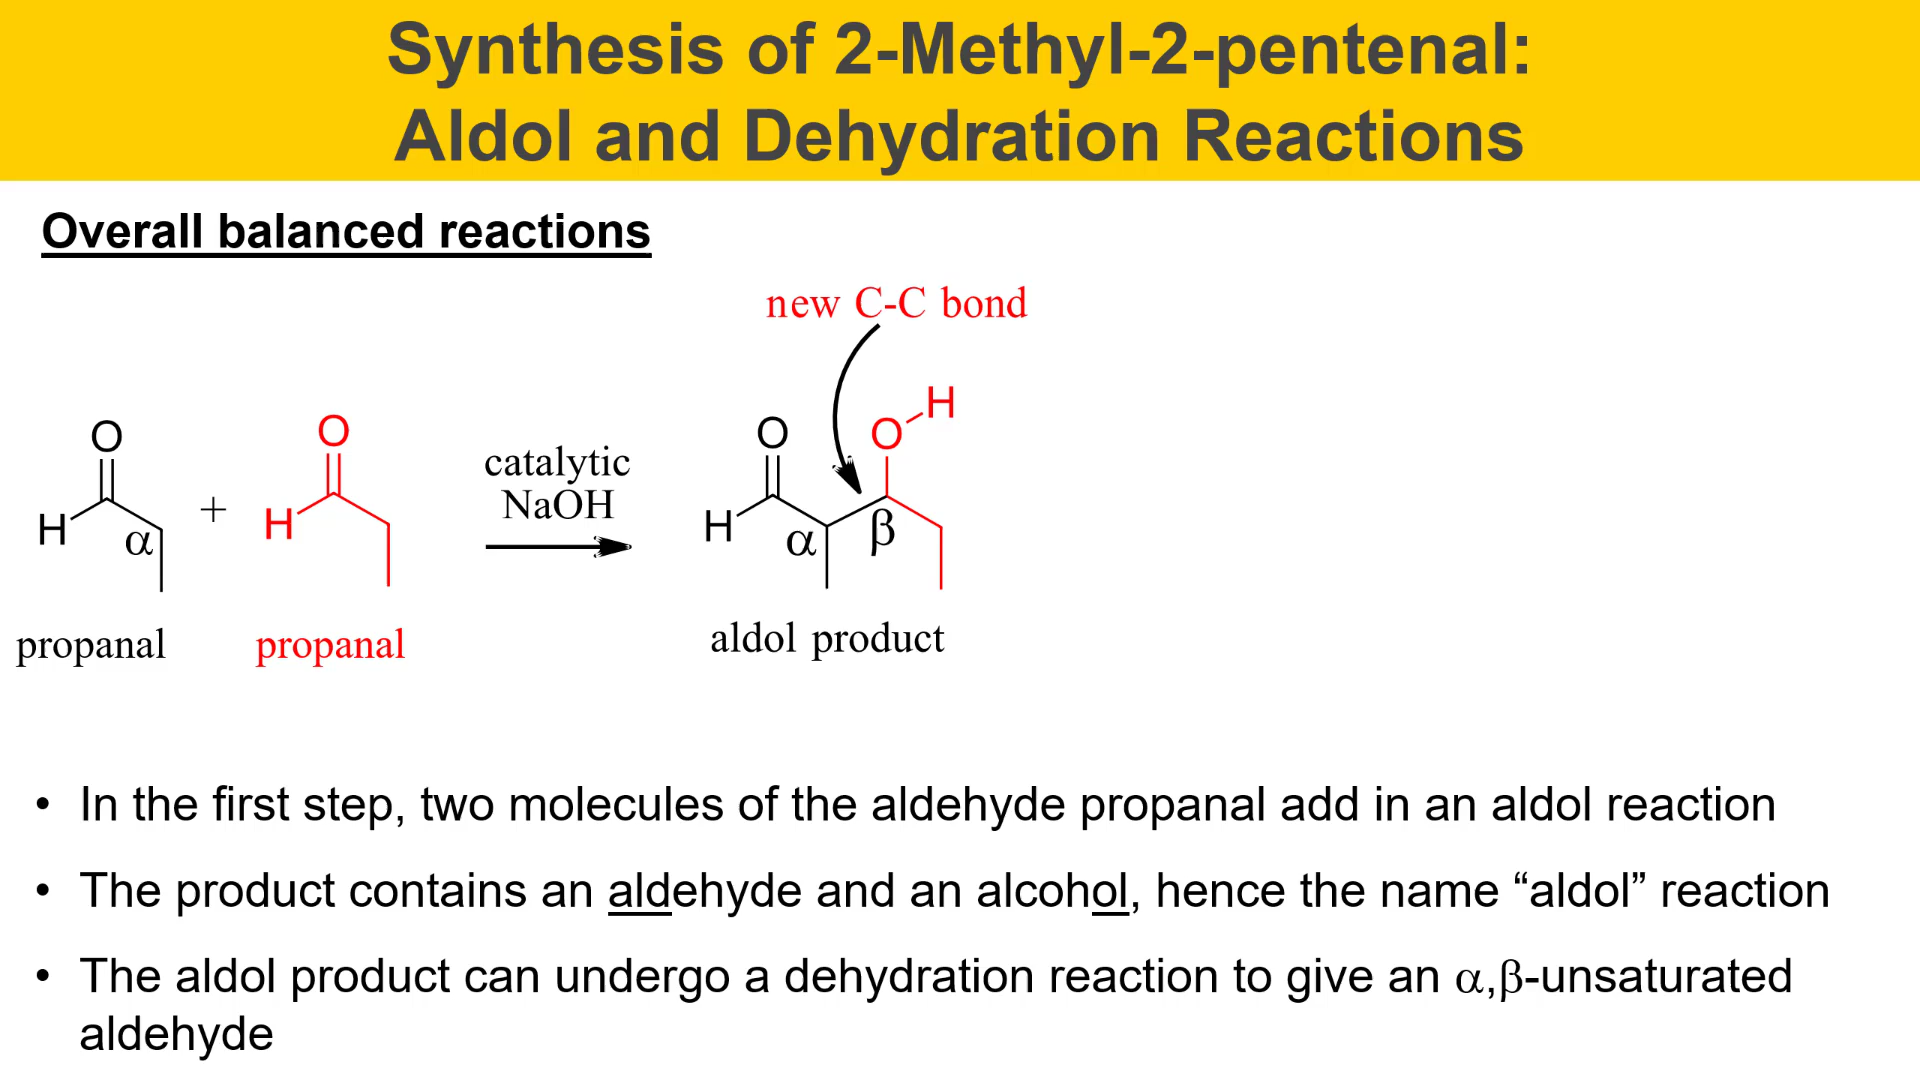 Synthesis of 2-Methyl-2-pentenal:
Aldol and Dehydration Reactions
Overall balanced reactions
new C-C bond
O
H
α
+
O
H
catalytic
NaOH
O
H
α
β
O
H
propanal
propanal
aldol product
• In the first step, two molecules of the aldehyde propanal add in an aldol reaction
• The product contains an aldehyde and an alcohol, hence the name “aldol” reaction
• The aldol product can undergo a dehydration reaction to give an α,β-unsaturated
aldehyde